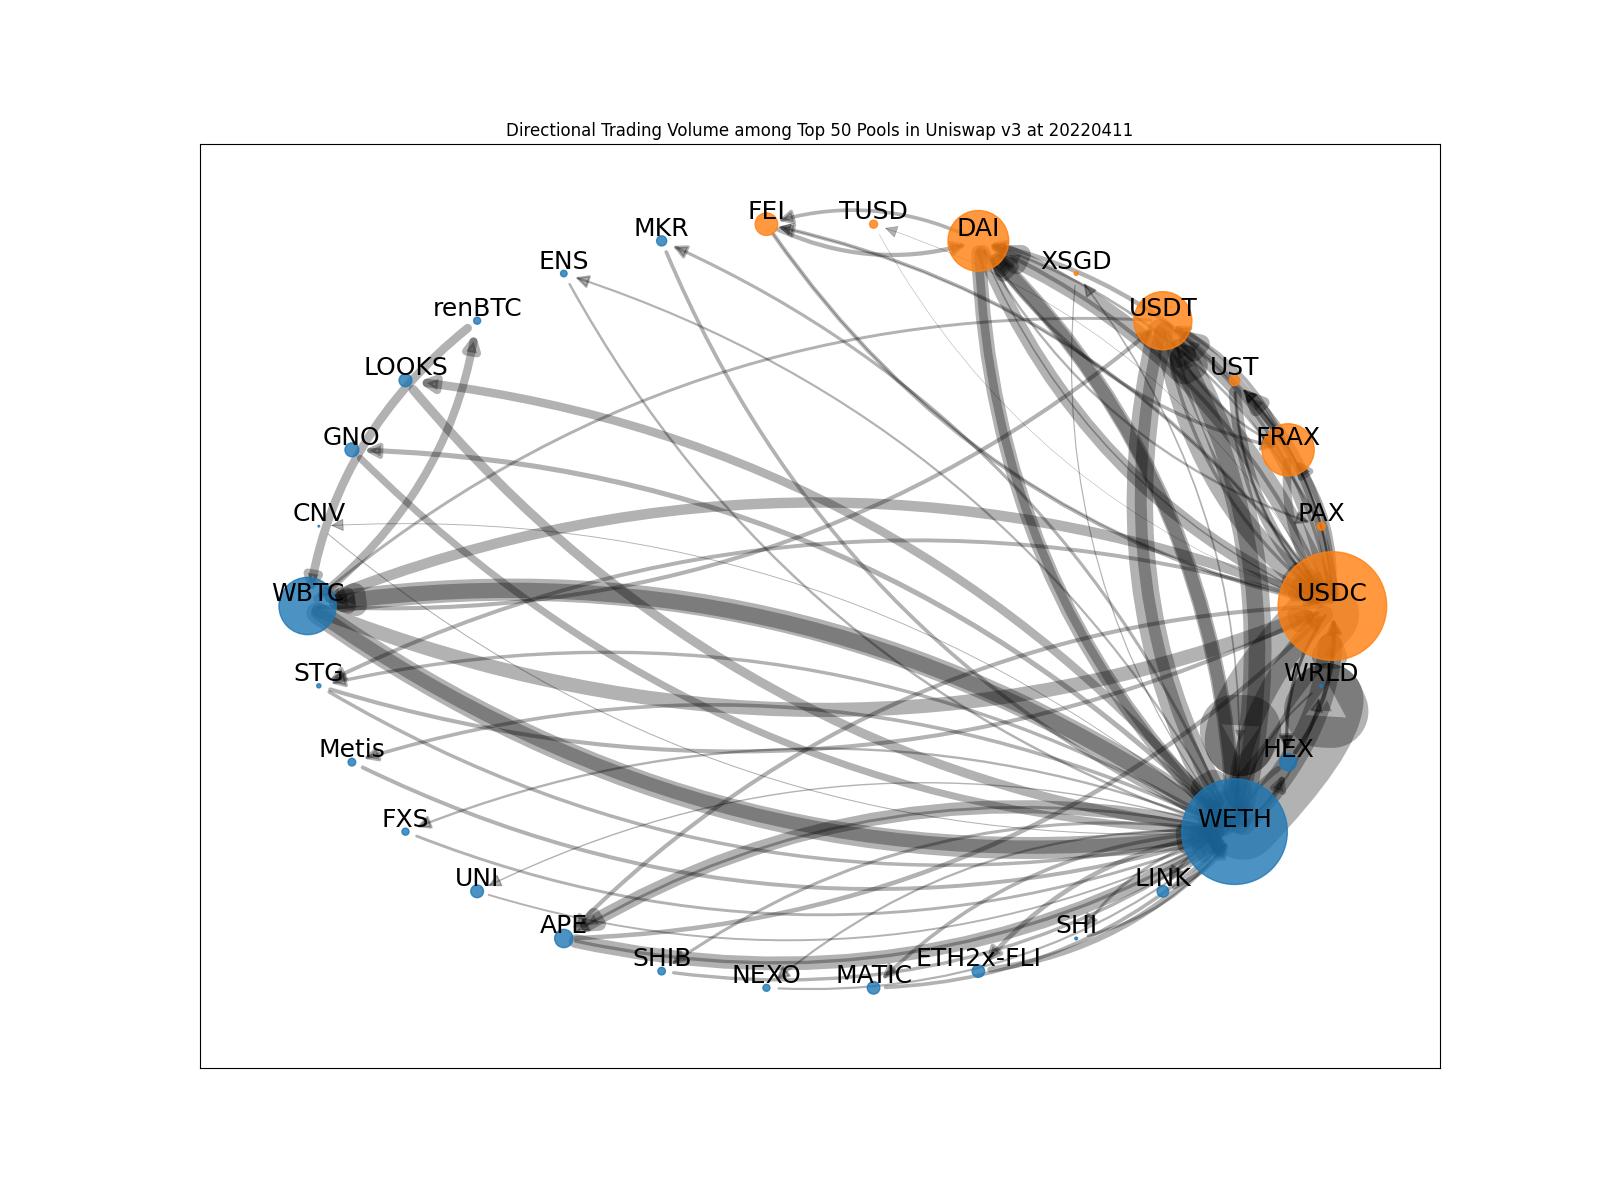 Directional Trading Volume among Top 50 Pools in Uniswap v3 at 20220411
FEI
TUSD
MKR
DAI
ENS
XSGD
renBTC
USDT
LOOKS
UST
GNO
FRAX
CNV
PAX
WBTC
USDC
STG
WRLD
Metis
HEX
FXS
WETH
UNI
LINK
APE
SHI
SHIB
ETH2x-FLI
NEXO
MATIC